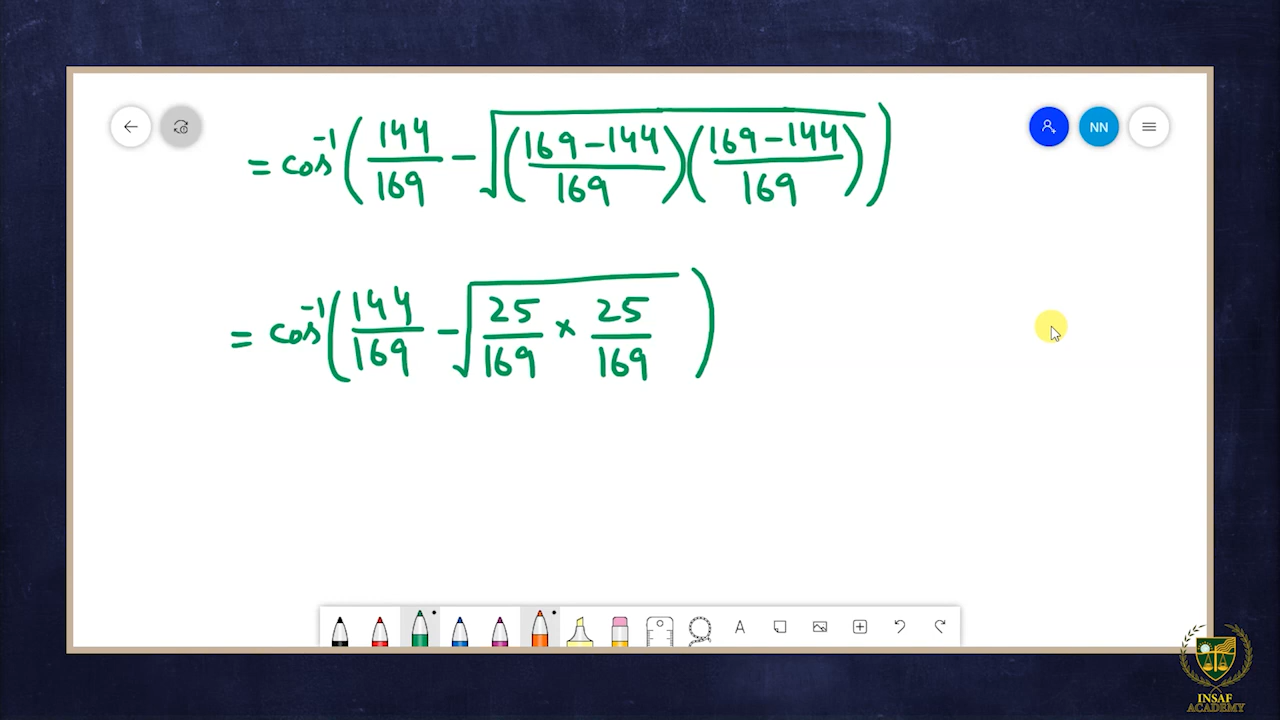 = cos⁻¹(144/169 − √((169−144)/169)((169−144)/169))
= cos⁻¹(144/169 − √(25/169 × 25/169))
NN
A
INSAF
ACADEMY